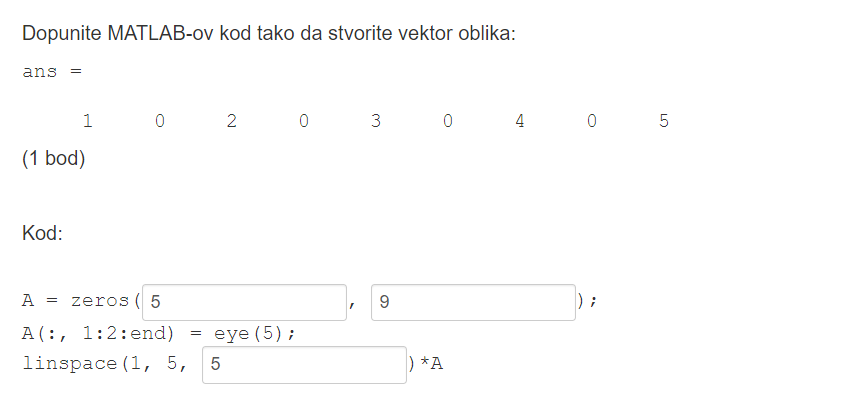 Dopunite MATLAB-ov kod tako da stvorite vektor oblika:
ans =
1 0 2 0 3 0 4 0 5
(1 bod)
Kod:
A = zeros( 5 , 9 );
A(:, 1:2:end) = eye(5);
linspace(1, 5, 5 )*A